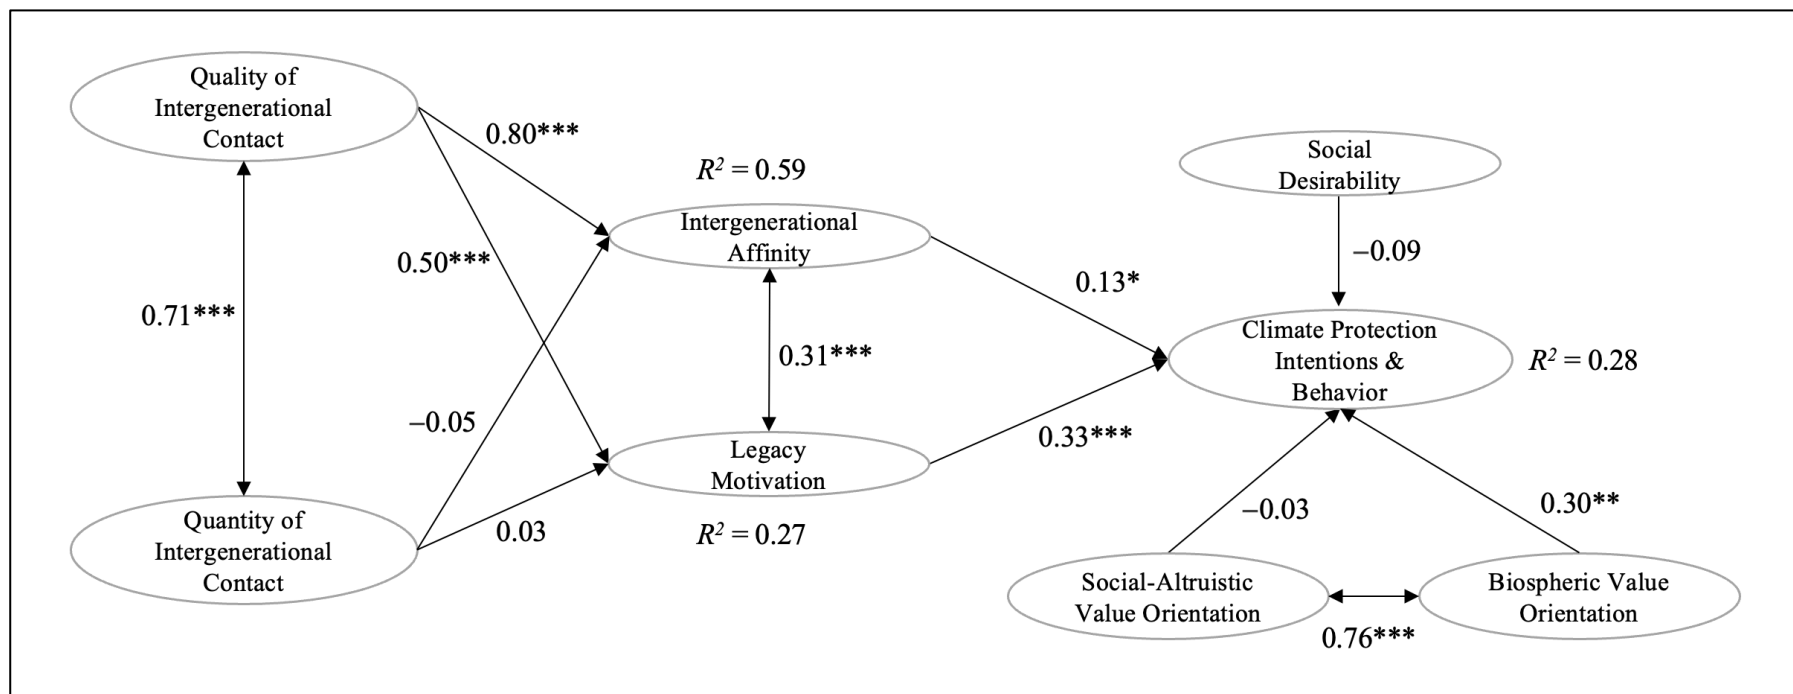 Quality of
Intergenerational
Contact
0.80***
R² = 0.59
Social
Desirability
Intergenerational
Affinity
0.50***
−0.09
0.13*
0.71***
Climate Protection
Intentions &
Behavior
R² = 0.28
0.31***
−0.05
0.33***
Legacy
Motivation
Quantity of
Intergenerational
Contact
0.03
R² = 0.27
−0.03
0.30**
Social-Altruistic
Value Orientation
Biospheric Value
Orientation
0.76***